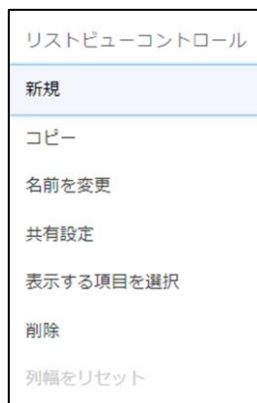 リストビューコントロール
新規
コピー
名前を変更
共有設定
表示する項目を選択
削除
列幅をリセット